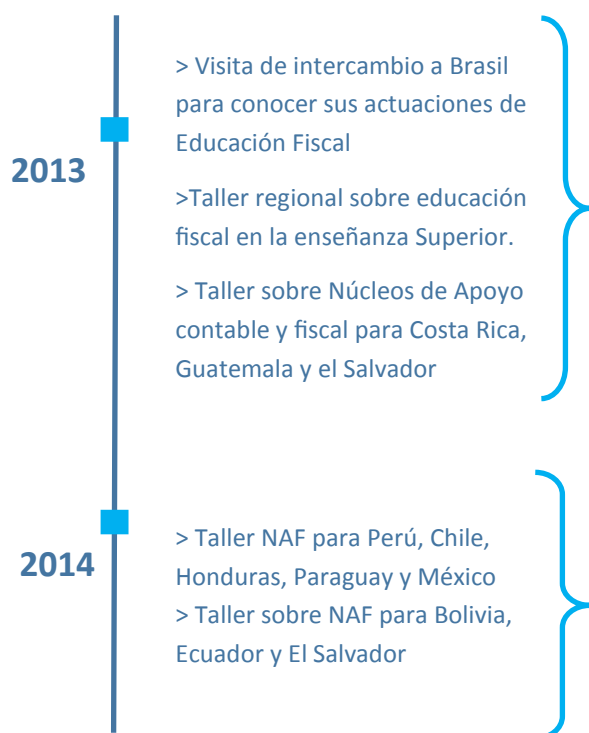 2013
> Visita de intercambio a Brasil
para conocer sus actuaciones de
Educación Fiscal
>Taller regional sobre educación
fiscal en la enseñanza Superior.
> Taller sobre Núcleos de Apoyo
contable y fiscal para Costa Rica,
Guatemala y el Salvador
2014
> Taller NAF para Perú, Chile,
Honduras, Paraguay y México
> Taller sobre NAF para Bolivia,
Ecuador y El Salvador